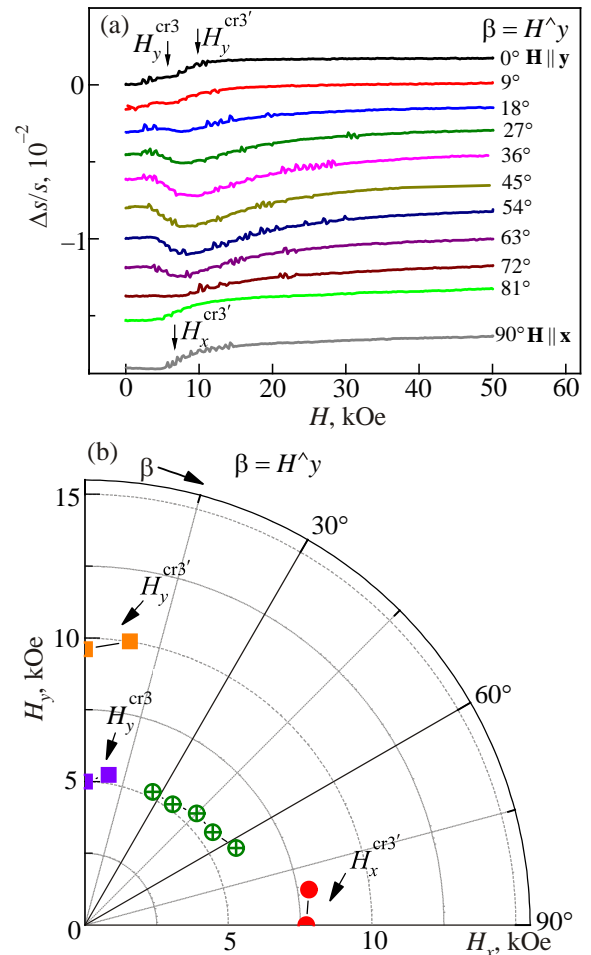 (a)
H_y^cr3
H_y^cr3′
β = H^y
0° H || y
9°
18°
27°
36°
45°
54°
63°
72°
81°
90° H || x
0
−1
Δs/s, 10⁻²
H_x^cr3′
0 10 20 30 40 50 60
H, kOe
(b)
β
β = H^y
15
30°
H_y^cr3′
10
60°
H_y, kOe
H_y^cr3
5
H_x^cr3′
0
90°
5 10
H_x, kOe